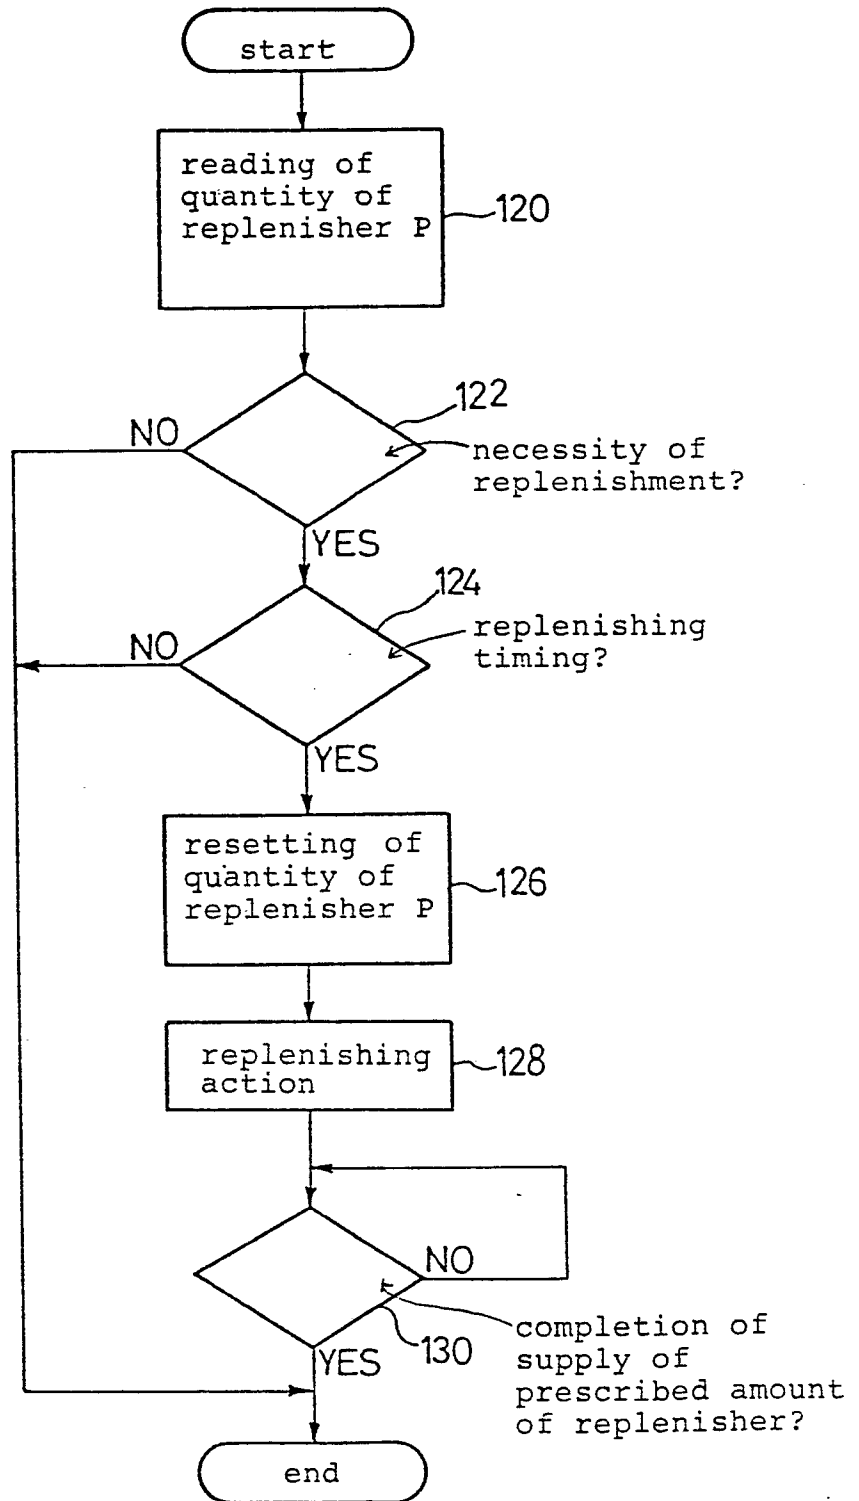 start
reading of
quantity of
replenisher P
120
122
NO
necessity of
replenishment?
YES
124
NO
replenishing
timing?
YES
resetting of
quantity of
replenisher P
126
replenishing
action
128
NO
130
completion of
supply of
prescribed amount
of replenisher?
YES
end